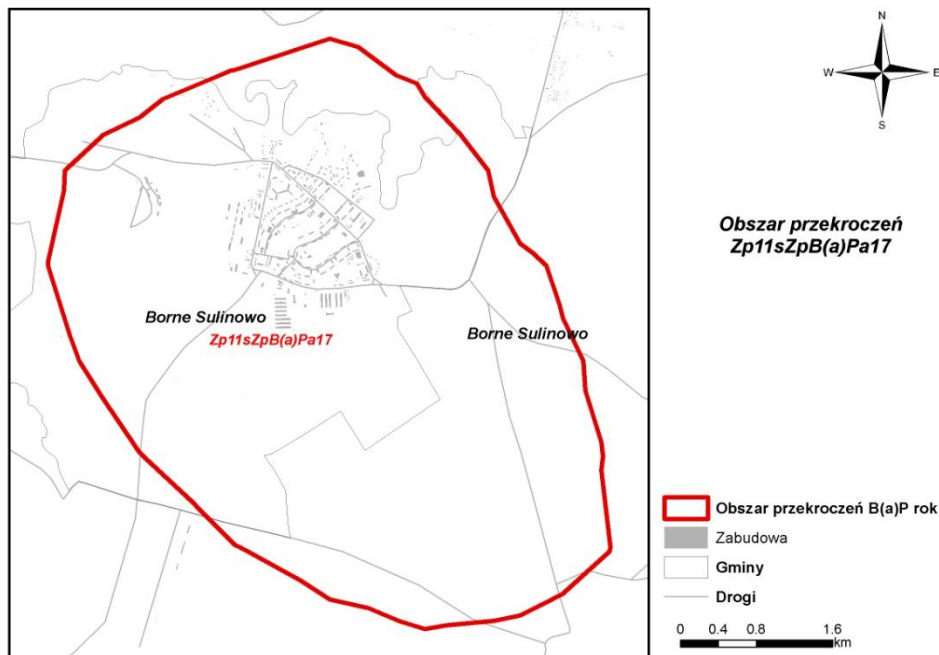 N
W E
S
Obszar przekroczeń
Zp11sZpB(a)Pa17
Borne Sulinowo
Zp11sZpB(a)Pa17
Borne Sulinowo
Obszar przekroczeń B(a)P rok
Zabudowa
Gminy
Drogi
0 0.4 0.8 1.6
km